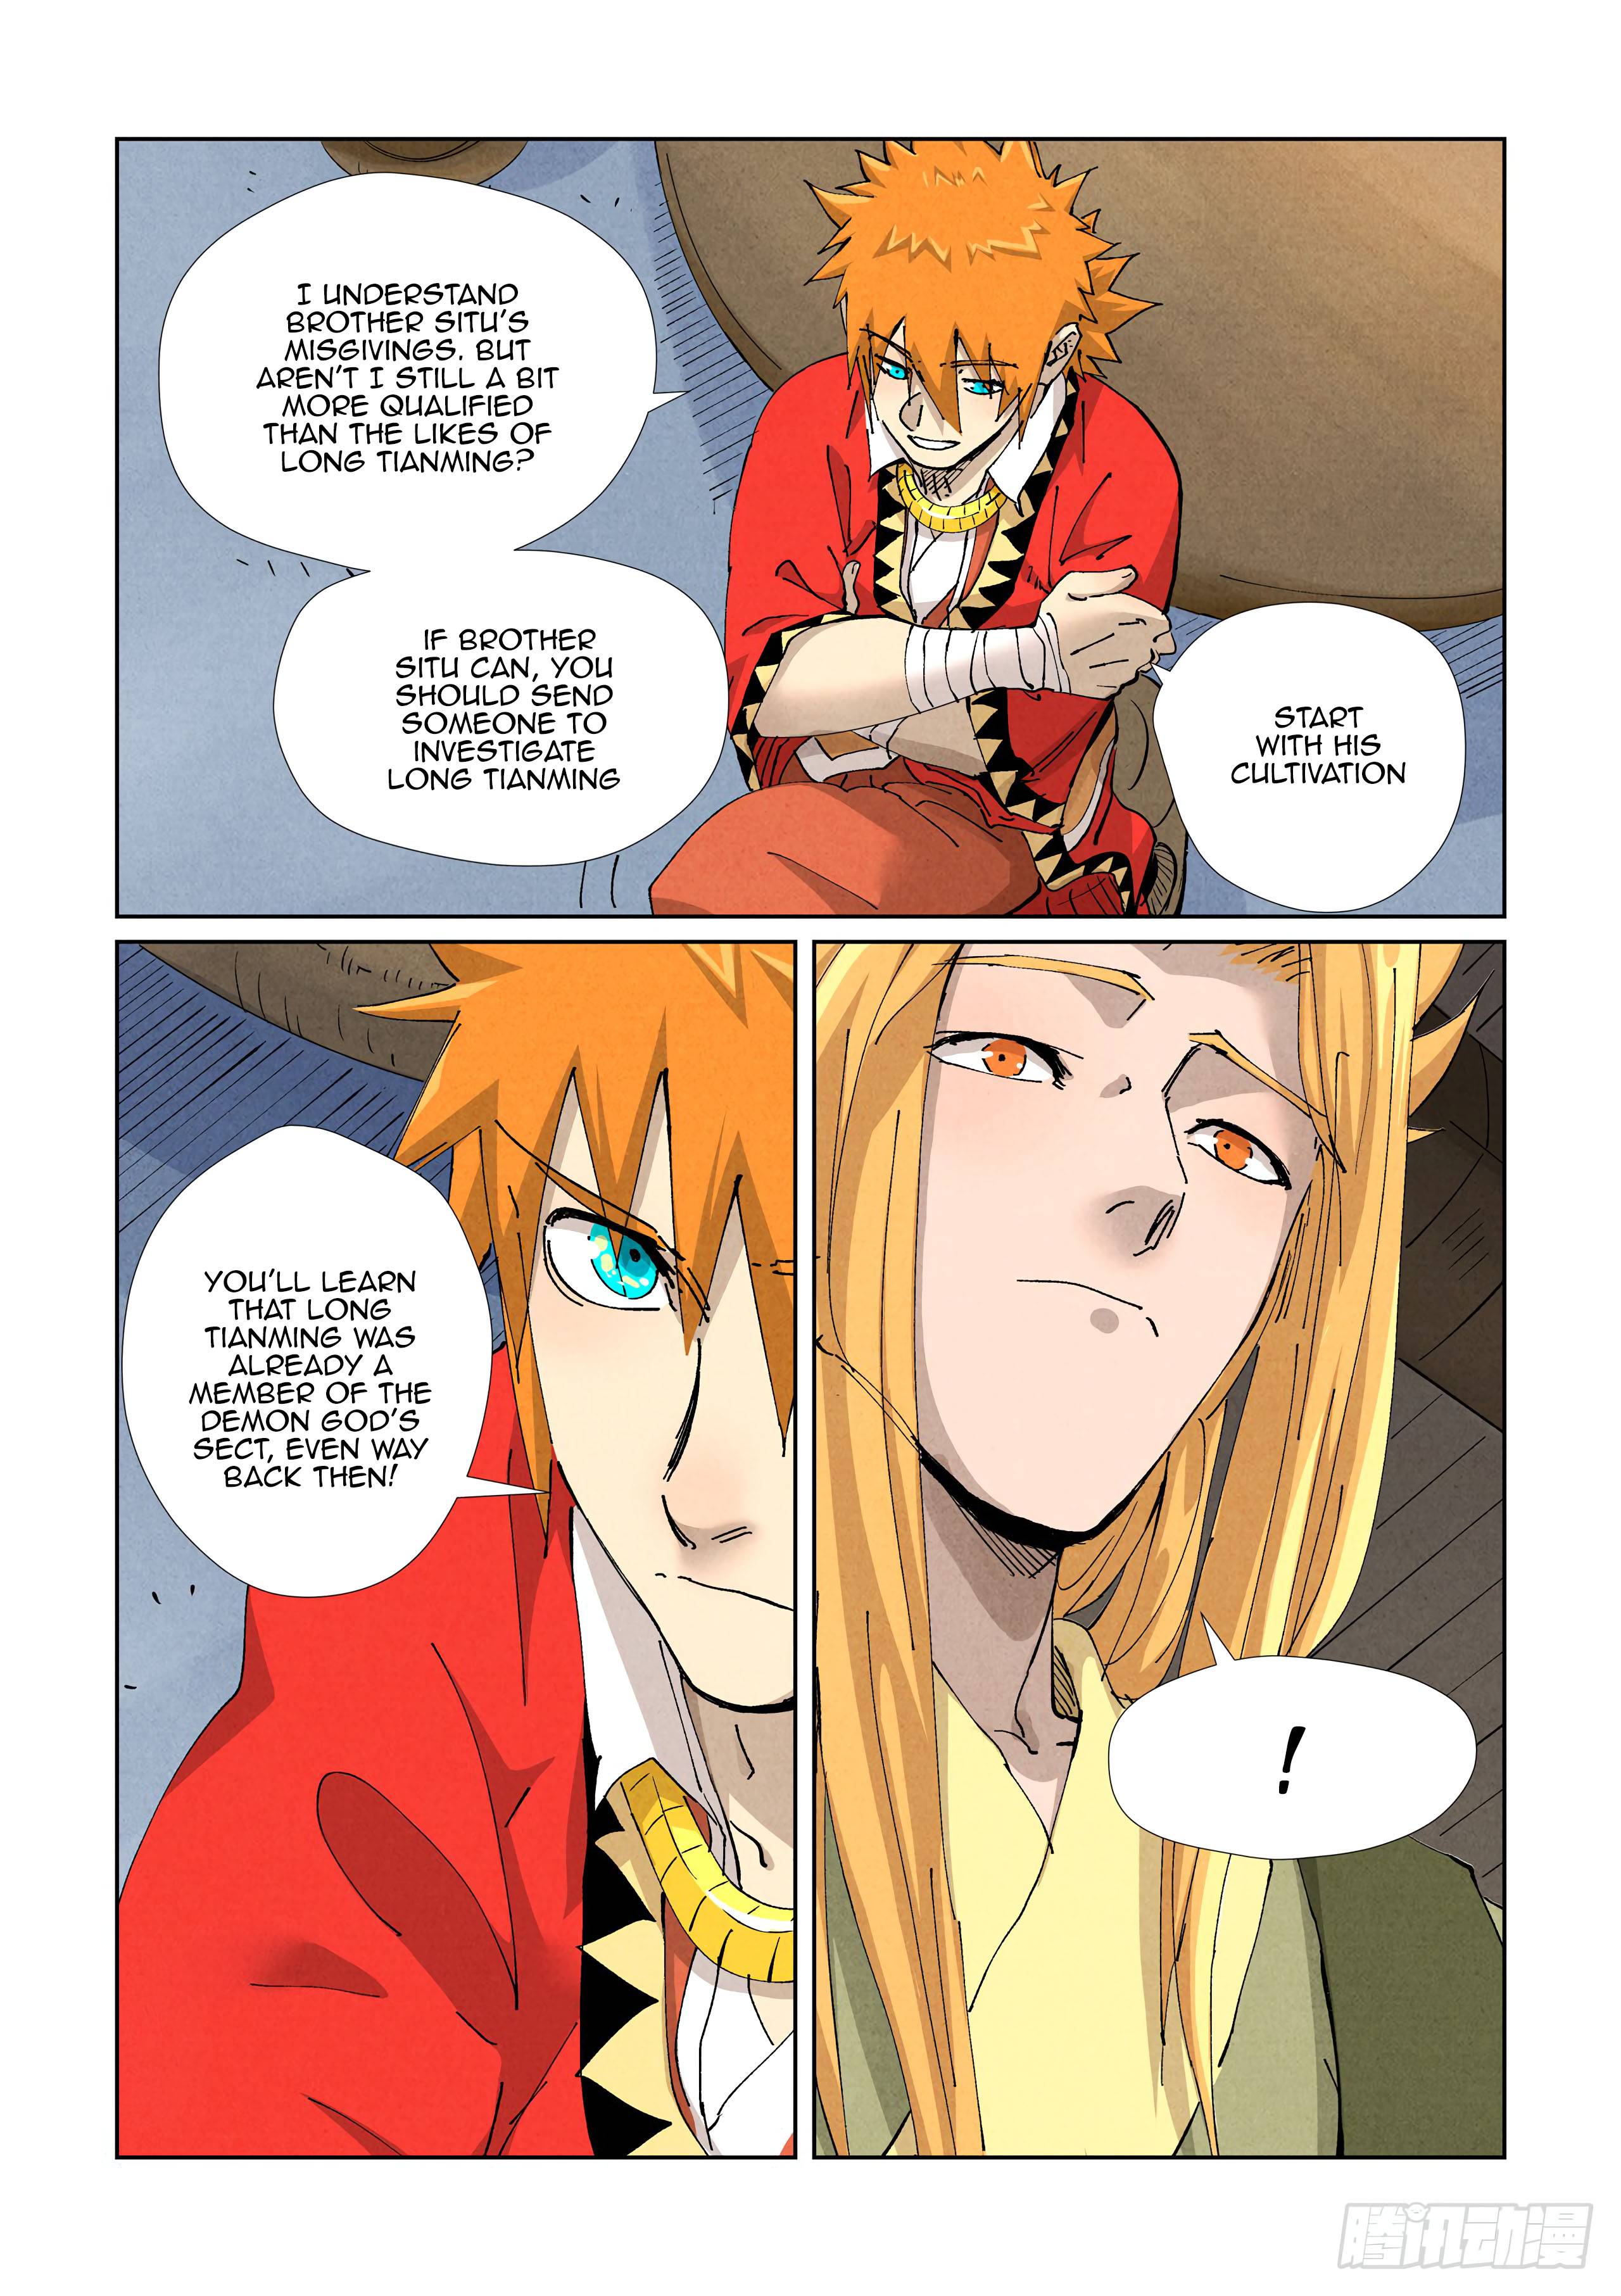 I UNDERSTAND
BROTHER SITU'S
MISGIVINGS. BUT
AREN'T I STILL A BIT
MORE QUALIFIED
THAN THE LIKES OF
LONG TIANMING?
IF BROTHER
SITU CAN, YOU
SHOULD SEND
SOMEONE TO
INVESTIGATE
LONG TIANMING
START
WITH HIS
CULTIVATION
YOU'LL LEARN
THAT LONG
TIANMING WAS
ALREADY A
MEMBER OF THE
DEMON GOD'S
SECT, EVEN WAY
BACK THEN!
!
腾讯动漫